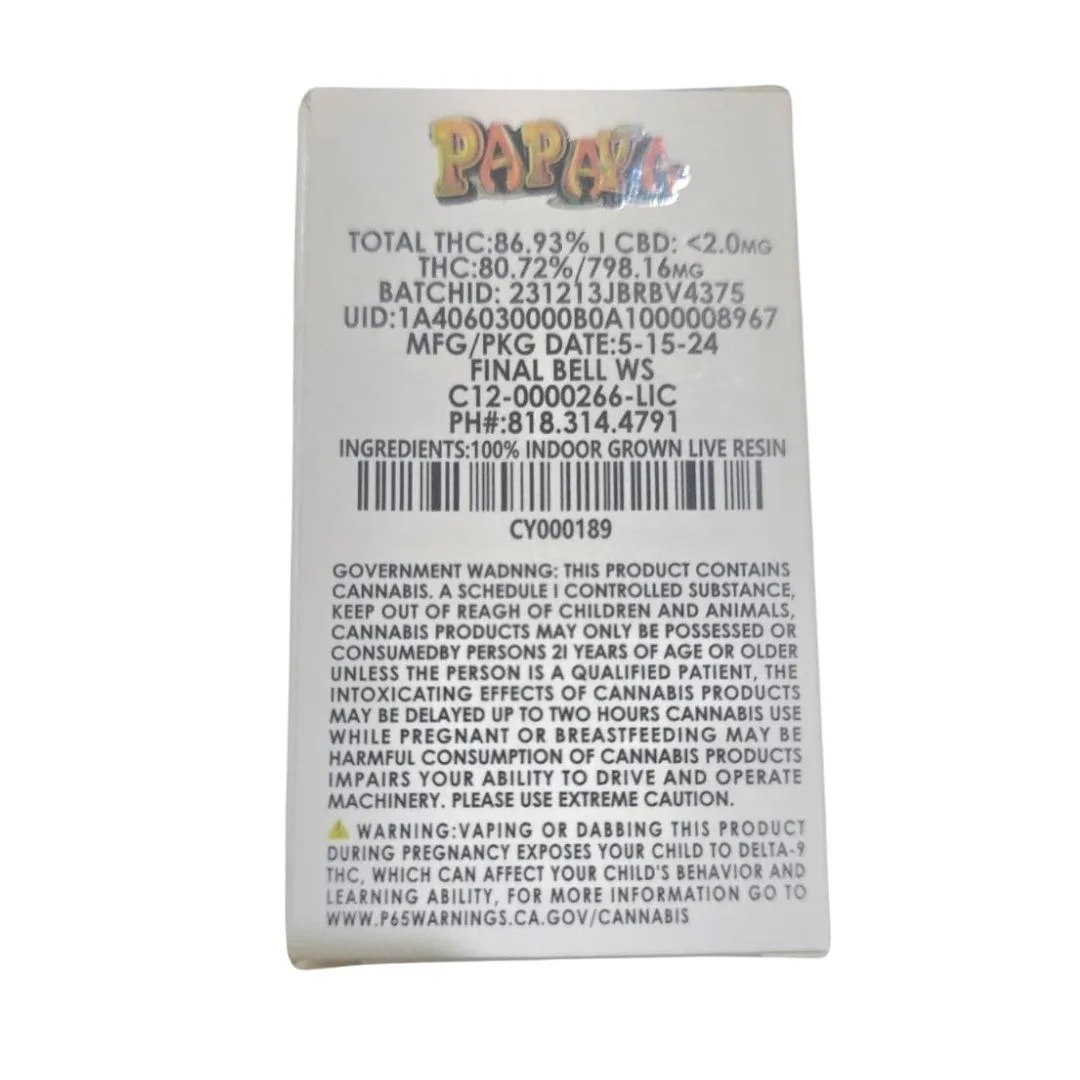 PAPAYA
TOTAL THC:86.93% | CBD: <2.0MG
THC:80.72%/798.16MG
BATCHID: 231213JBRBV4375
UID:1A406030000B0A1000008967
MFG/PKG DATE:5-15-24
FINAL BELL WS
C12-0000266-LIC
PH#:818.314.4791
INGREDIENTS:100% INDOOR GROWN LIVE RESIN
CY000189
GOVERNMENT WADNNG: THIS PRODUCT CONTAINS
CANNABIS. A SCHEDULE I CONTROLLED SUBSTANCE,
KEEP OUT OF REAGH OF CHILDREN AND ANIMALS,
CANNABIS PRODUCTS MAY ONLY BE POSSESSED OR
CONSUMEDBY PERSONS 2I YEARS OF AGE OR OLDER
UNLESS THE PERSON IS A QUALIFIED PATIENT, THE
INTOXICATING EFFECTS OF CANNABIS PRODUCTS
MAY BE DELAYED UP TO TWO HOURS CANNABIS USE
WHILE PREGNANT OR BREASTFEEDING MAY BE
HARMFUL CONSUMPTION OF CANNABIS PRODUCTS
IMPAIRS YOUR ABILITY TO DRIVE AND OPERATE
MACHINERY. PLEASE USE EXTREME CAUTION.
WARNING:VAPING OR DABBING THIS PRODUCT
DURING PREGNANCY EXPOSES YOUR CHILD TO DELTA-9
THC, WHICH CAN AFFECT YOUR CHILD'S BEHAVIOR AND
LEARNING ABILITY, FOR MORE INFORMATION GO TO
WWW.P65WARNINGS.CA.GOV/CANNABIS